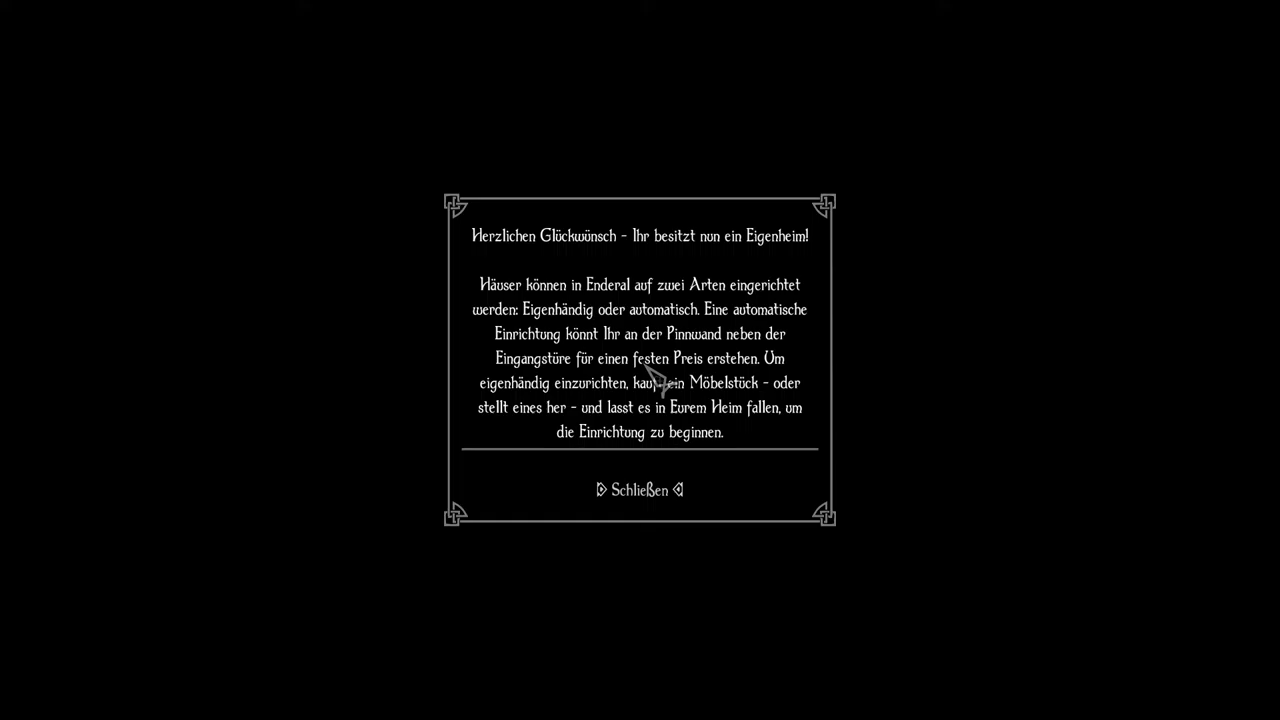 Herzlichen Glückwünsch - Ihr besitzt nun ein Eigenheim!
Häuser können in Enderal auf zwei Arten eingerichtet
werden: Eigenhändig oder automatisch. Eine automatische
Einrichtung könnt Ihr an der Pinnwand neben der
Eingangstüre für einen festen Preis erstehen. Um
eigenhändig einzurichten, ein Möbelstück - oder
stellt eines her - und lasst es in Eurem Heim fallen, um
die Einrichtung zu beginnen.
Schließen